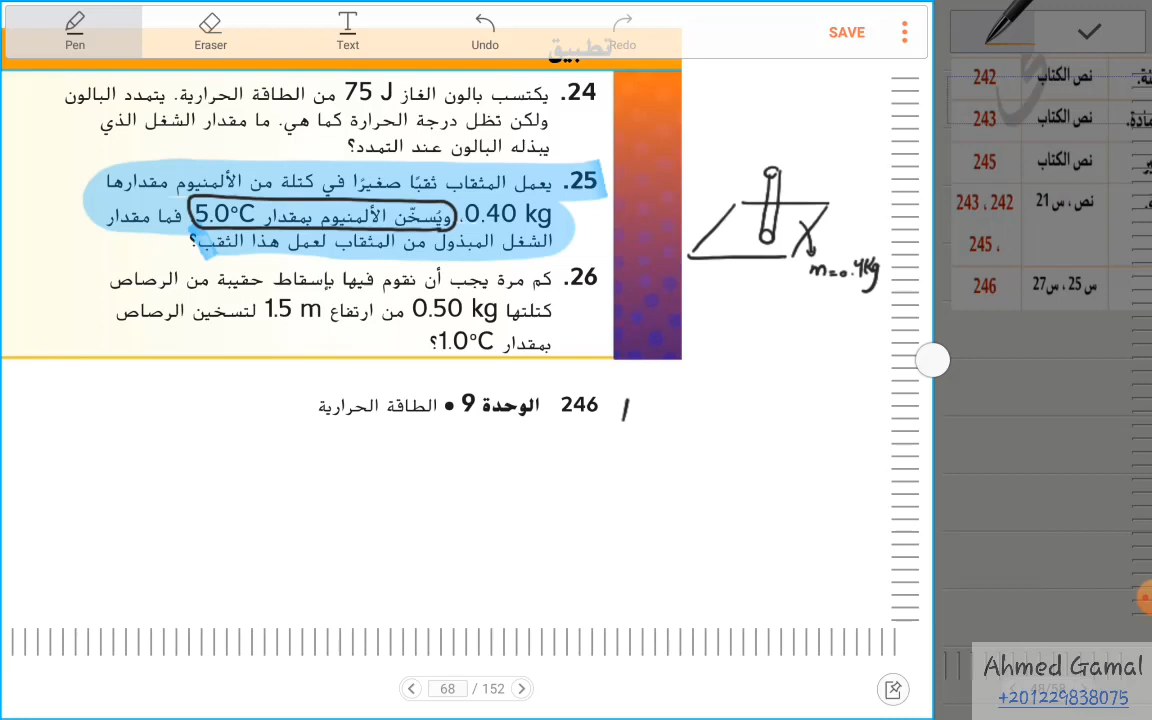 Pen
Eraser
Text
Undo
Redo
SAVE
تطبيق
24. يكتسب بالون الغاز 75 J من الطاقة الحرارية. يتمدد البالون
ولكن تظل درجة الحرارة كما هي. ما مقدار الشغل الذي
يبذله البالون عند التمدد؟
25. يعمل المثقاب ثقبًا صغيرًا في كتلة من الألمنيوم مقدارها
0.40 kg. ويُسخّن الألمنيوم بمقدار 5.0°C فما مقدار
الشغل المبذول من المثقاب لعمل هذا الثقب؟
26. كم مرة يجب أن نقوم فيها بإسقاط حقيبة من الرصاص
كتلتها 0.50 kg من ارتفاع 1.5 m لتسخين الرصاص
بمقدار 1.0°C؟
m=0.4kg
246 الوحدة 9 • الطاقة الحرارية
68 / 152
نص الكتاب 242
مادة. نص الكتاب 243
نص الكتاب 245
نص ، س21 242 ، 243
، 245
س 25 ، س27 246
Ahmed Gamal
+201229838075